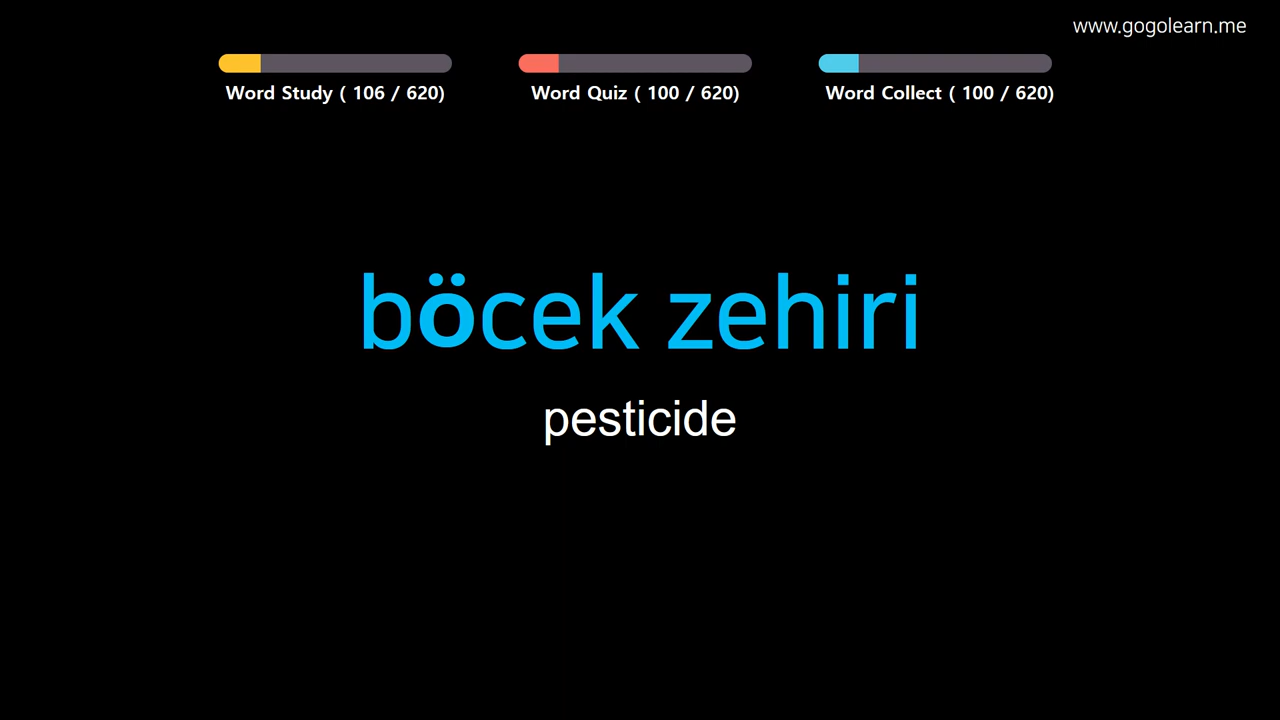 www.gogolearn.me
Word Study ( 106 / 620)
Word Quiz ( 100 / 620)
Word Collect ( 100 / 620)
böcek zehiri
pesticide